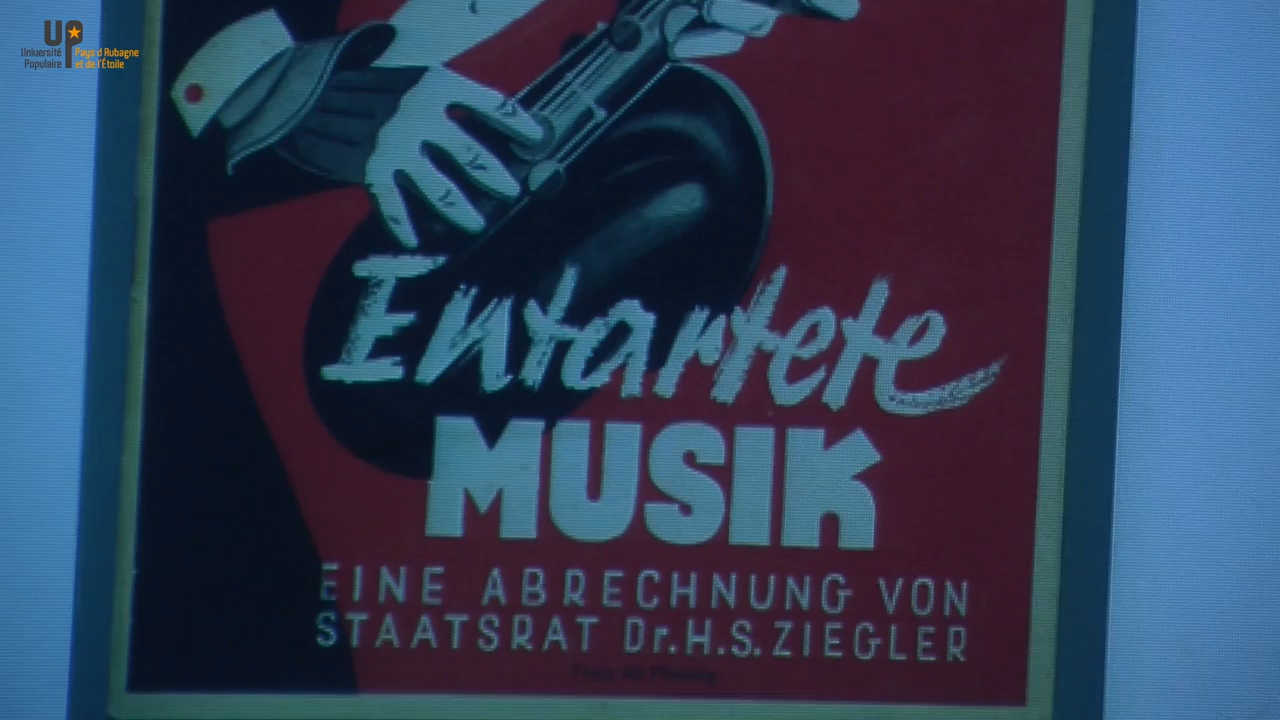 UP
Université
Populaire
Pays d'Aubagne
et de l'Étoile
Entartete
MUSIK
EINE ABRECHNUNG VON
STAATSRAT Dr. H.S. ZIEGLER